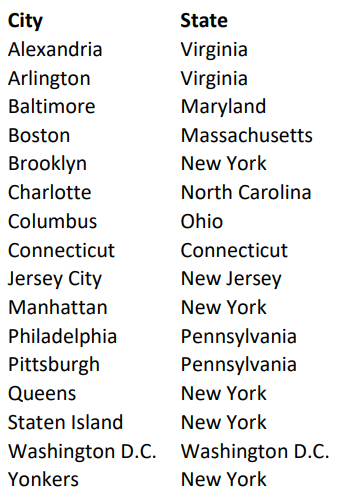 City State
Alexandria Virginia
Arlington Virginia
Baltimore Maryland
Boston Massachusetts
Brooklyn New York
Charlotte North Carolina
Columbus Ohio
Connecticut Connecticut
Jersey City New Jersey
Manhattan New York
Philadelphia Pennsylvania
Pittsburgh Pennsylvania
Queens New York
Staten Island New York
Washington D.C. Washington D.C.
Yonkers New York